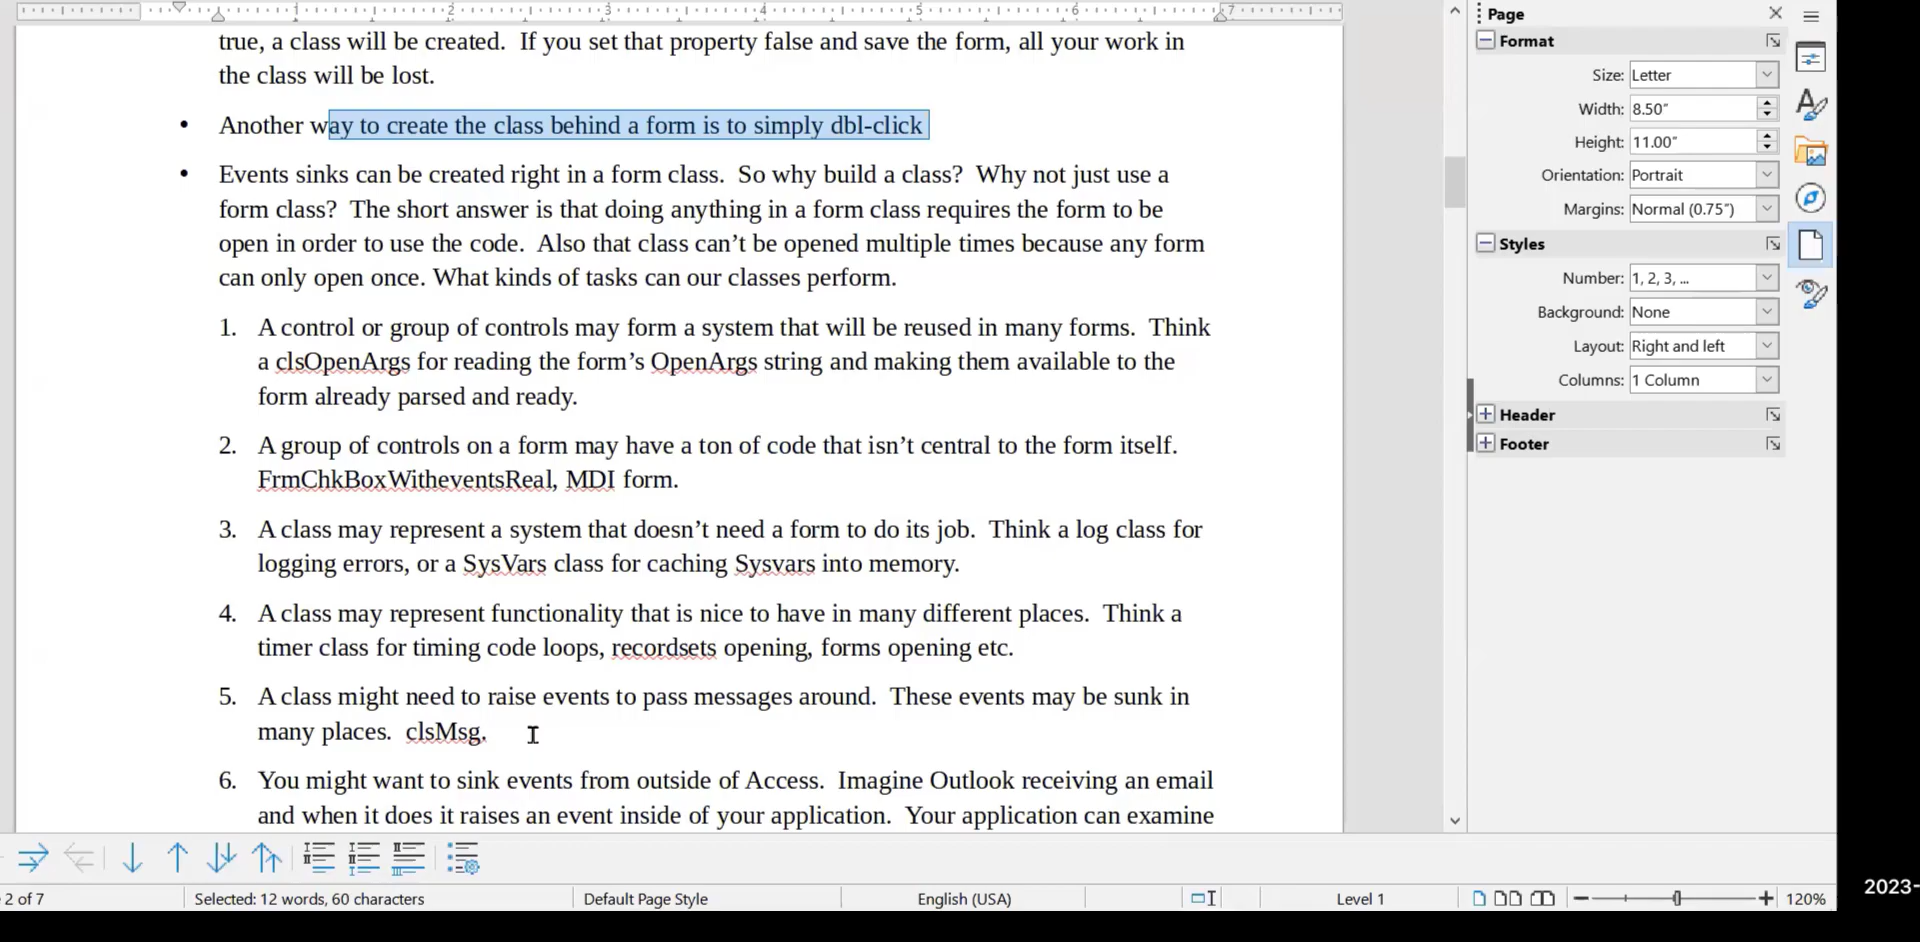 1 2 3 4 5 6 7
true, a class will be created.  If you set that property false and save the form, all your work in
the class will be lost.
• Another way to create the class behind a form is to simply dbl-click
• Events sinks can be created right in a form class.  So why build a class?  Why not just use a
form class?  The short answer is that doing anything in a form class requires the form to be
open in order to use the code.  Also that class can’t be opened multiple times because any form
can only open once. What kinds of tasks can our classes perform.
1. A control or group of controls may form a system that will be reused in many forms.  Think
a clsOpenArgs for reading the form’s OpenArgs string and making them available to the
form already parsed and ready.
2. A group of controls on a form may have a ton of code that isn’t central to the form itself.
FrmChkBoxWitheventsReal, MDI form.
3. A class may represent a system that doesn’t need a form to do its job.  Think a log class for
logging errors, or a SysVars class for caching Sysvars into memory.
4. A class may represent functionality that is nice to have in many different places.  Think a
timer class for timing code loops, recordsets opening, forms opening etc.
5. A class might need to raise events to pass messages around.  These events may be sunk in
many places.  clsMsg.
6. You might want to sink events from outside of Access.  Imagine Outlook receiving an email
and when it does it raises an event inside of your application.  Your application can examine
Page
Format
Size: Letter
Width: 8.50″
Height: 11.00″
Orientation: Portrait
Margins: Normal (0.75″)
Styles
Number: 1, 2, 3, ...
Background: None
Layout: Right and left
Columns: 1 Column
Header
Footer
2 of 7
Selected: 12 words, 60 characters
Default Page Style
English (USA)
Level 1
120%
2023-